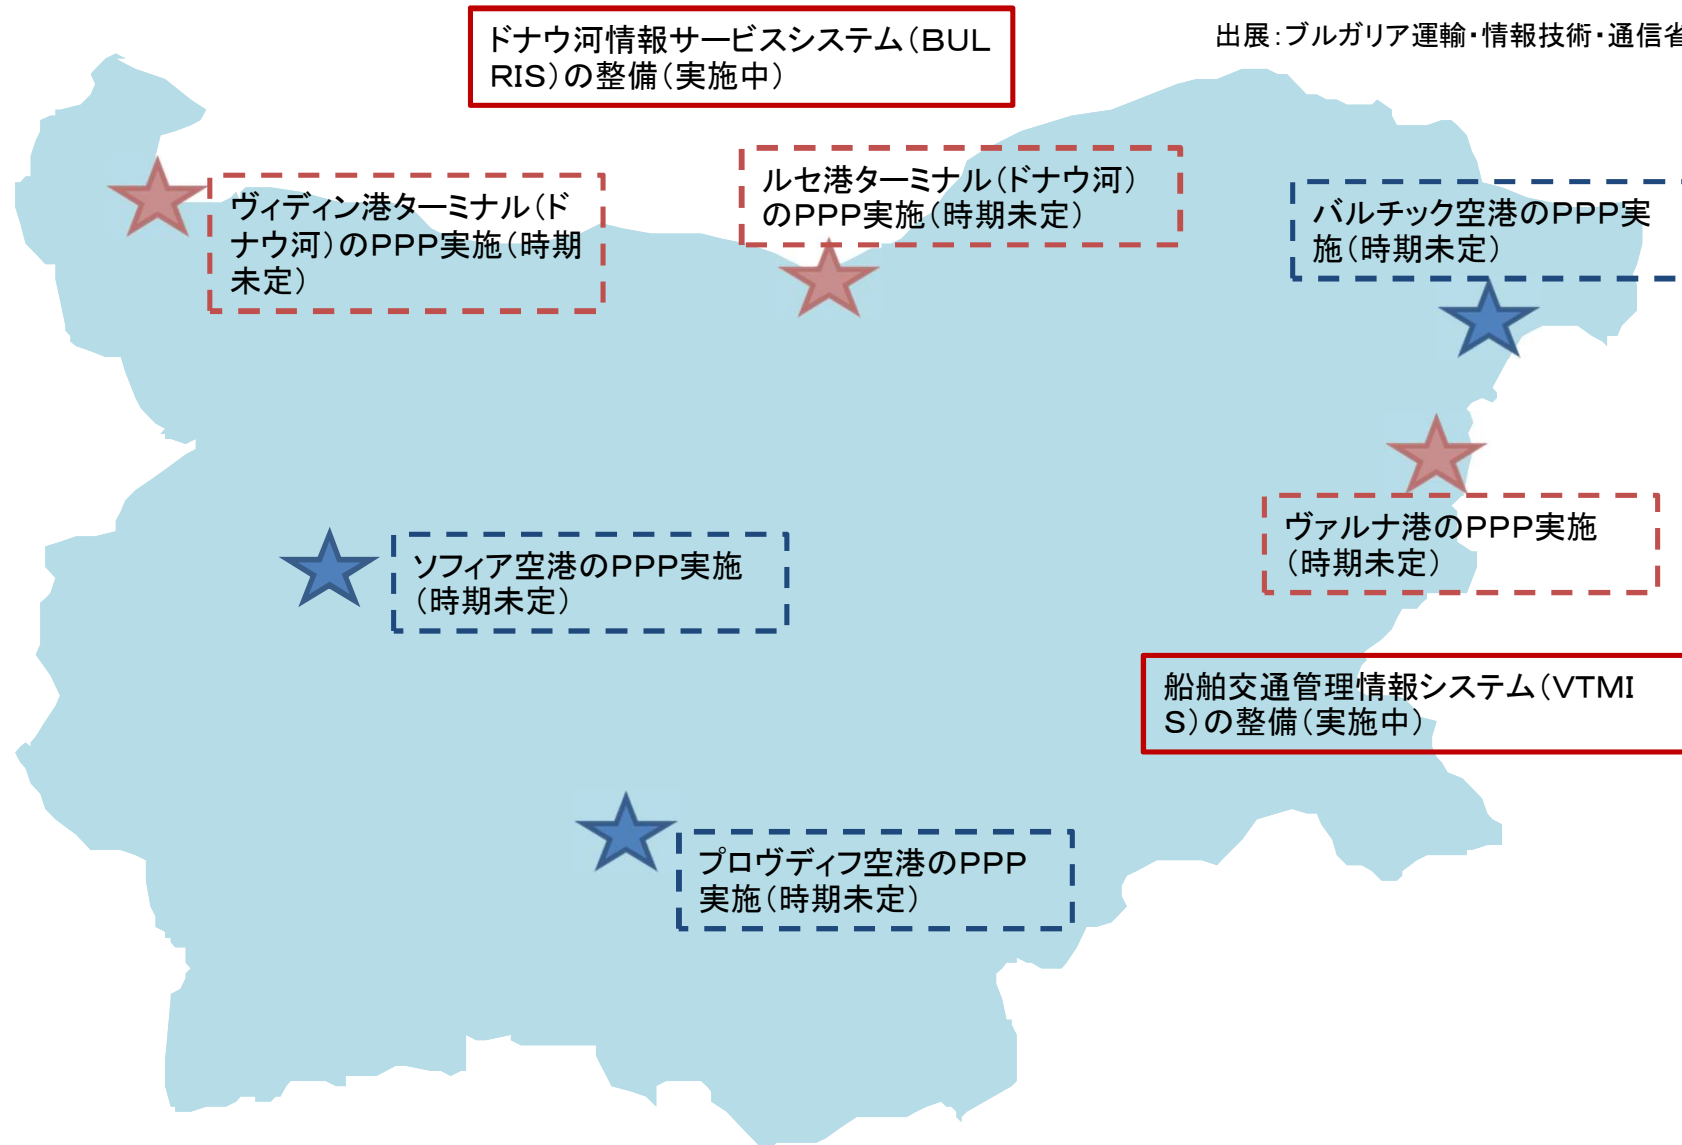 ドナウ河情報サービスシステム（ＢＵＬ
ＲＩＳ）の整備（実施中）
出展：ブルガリア運輸・情報技術・通信省
ヴィディン港ターミナル（ド
ナウ河）のＰＰＰ実施（時期
未定）
ルセ港ターミナル（ドナウ河）
のＰＰＰ実施（時期未定）
バルチック空港のＰＰＰ実
施（時期未定）
ヴァルナ港のＰＰＰ実施
（時期未定）
ソフィア空港のＰＰＰ実施
（時期未定）
船舶交通管理情報システム（ＶＴＭＩ
Ｓ）の整備（実施中）
プロヴディフ空港のＰＰＰ
実施（時期未定）